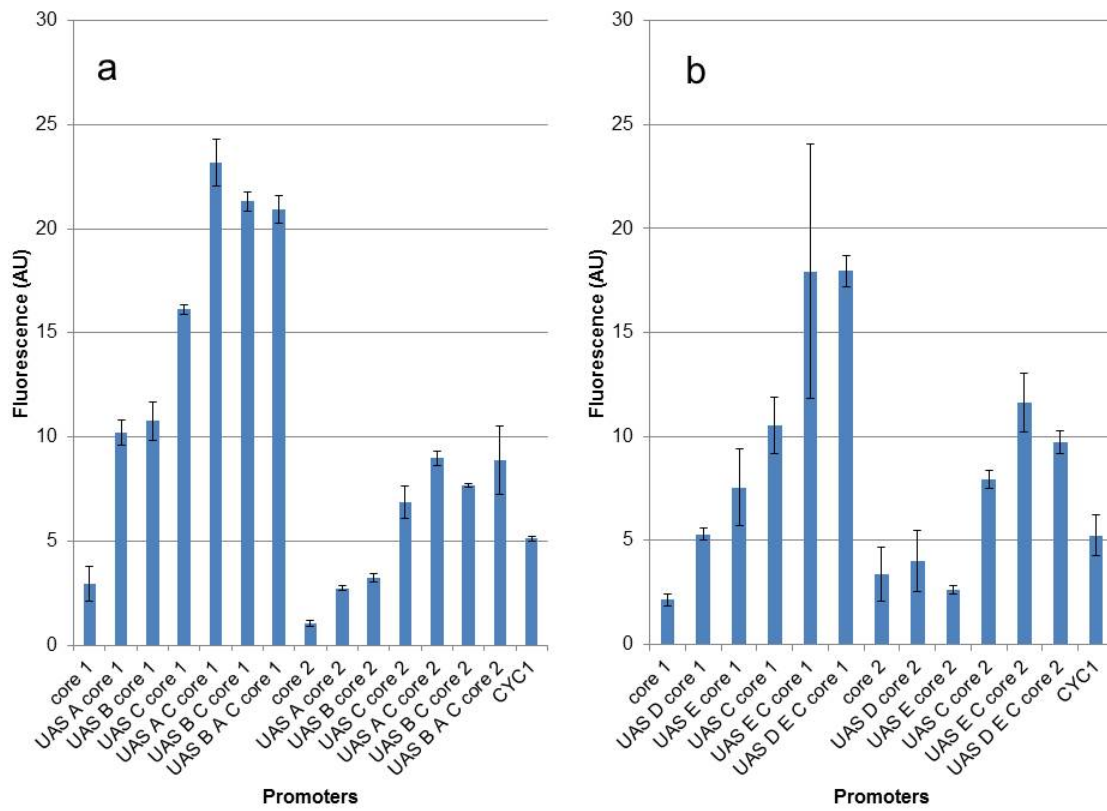 a
Fluorescence (AU)
30
25
20
15
10
5
0
core 1
UAS A core 1
UAS B core 1
UAS C core 1
UAS A C core 1
UAS B C core 1
UAS B A C core 1
core 2
UAS A core 2
UAS B core 2
UAS C core 2
UAS A C core 2
UAS B C core 2
UAS B A C core 2
CYC1
Promoters
b
Fluorescence (AU)
30
25
20
15
10
5
0
core 1
UAS D core 1
UAS E core 1
UAS C core 1
UAS E C core 1
UAS D E C core 1
core 2
UAS D core 2
UAS E core 2
UAS C core 2
UAS E C core 2
UAS D E C core 2
CYC1
Promoters